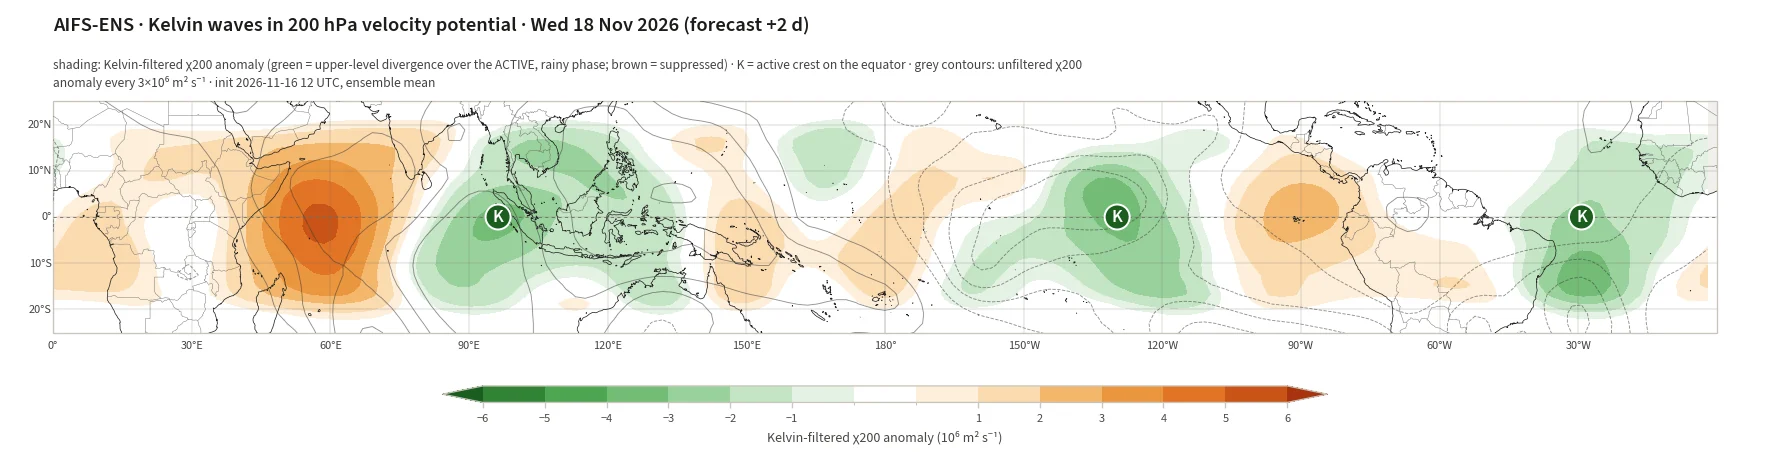 AIFS-ENS · Kelvin waves in 200 hPa velocity potential · Wed 18 Nov 2026 (forecast +2 d)
shading: Kelvin-filtered χ200 anomaly (green = upper-level divergence over the ACTIVE, rainy phase; brown = suppressed) · K = active crest on the equator · grey contours: unfiltered χ200
anomaly every 3×10⁶ m² s⁻¹ · init 2026-11-16 12 UTC, ensemble mean
20°N
10°N
0°
10°S
20°S
K K K
0° 30°E 60°E 90°E 120°E 150°E 180° 150°W 120°W 90°W 60°W 30°W
−6 −5 −4 −3 −2 −1 1 2 3 4 5 6
Kelvin-filtered χ200 anomaly (10⁶ m² s⁻¹)